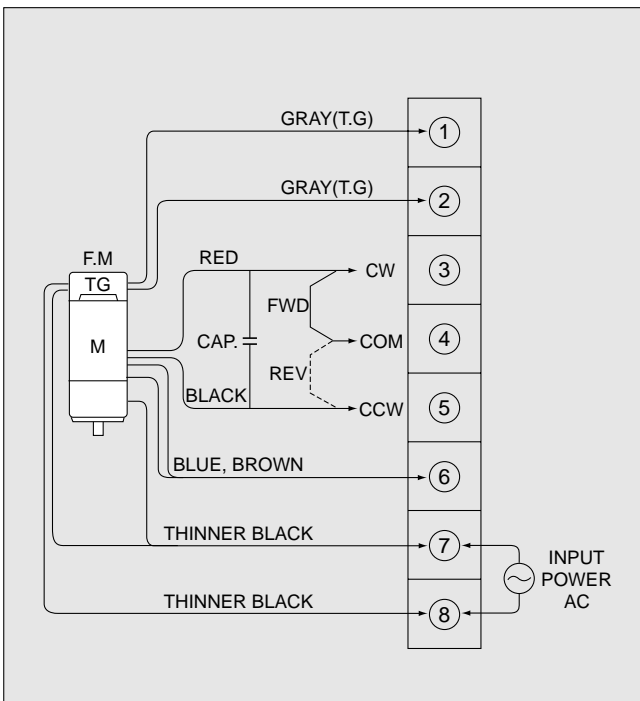 GRAY(T.G)
①
GRAY(T.G)
②
F.M
TG
M
RED
CW
③
FWD
CAP.
COM
④
REV
BLACK
CCW
⑤
BLUE, BROWN
⑥
THINNER BLACK
⑦
INPUT
POWER
AC
THINNER BLACK
⑧